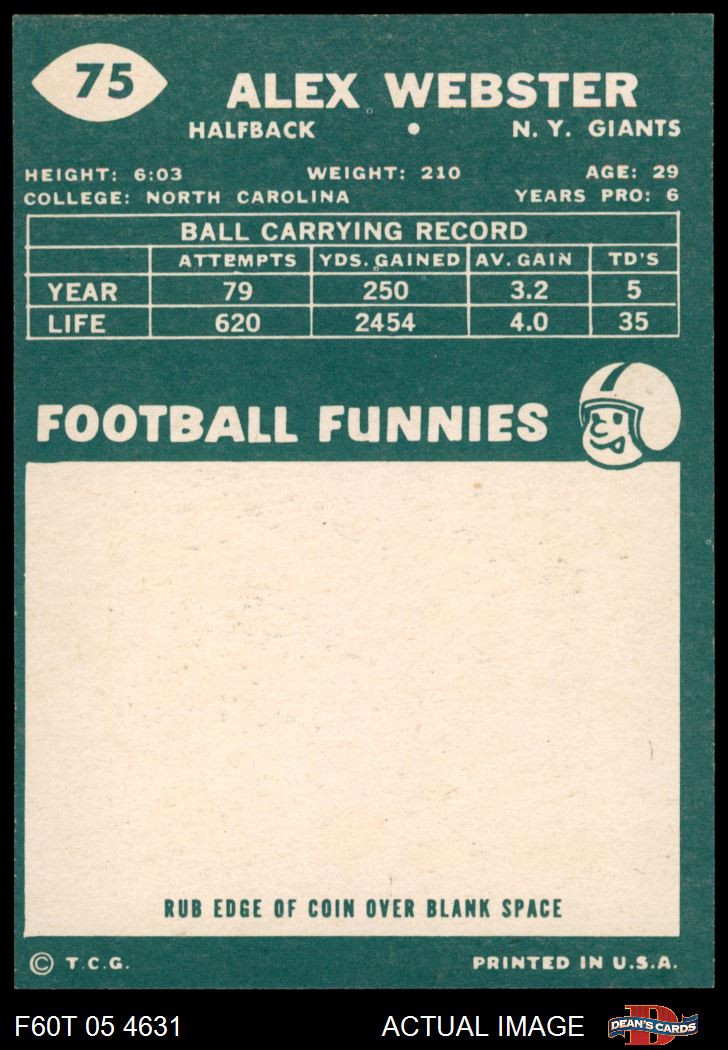 75
ALEX WEBSTER
HALFBACK • N. Y. GIANTS
HEIGHT: 6:03 WEIGHT: 210 AGE: 29
COLLEGE: NORTH CAROLINA YEARS PRO: 6
BALL CARRYING RECORD
ATTEMPTS YDS. GAINED AV. GAIN TD'S
YEAR 79 250 3.2 5
LIFE 620 2454 4.0 35
FOOTBALL FUNNIES
RUB EDGE OF COIN OVER BLANK SPACE
© T.C.G. PRINTED IN U.S.A.
F60T 05 4631 ACTUAL IMAGE DEAN'S CARDS